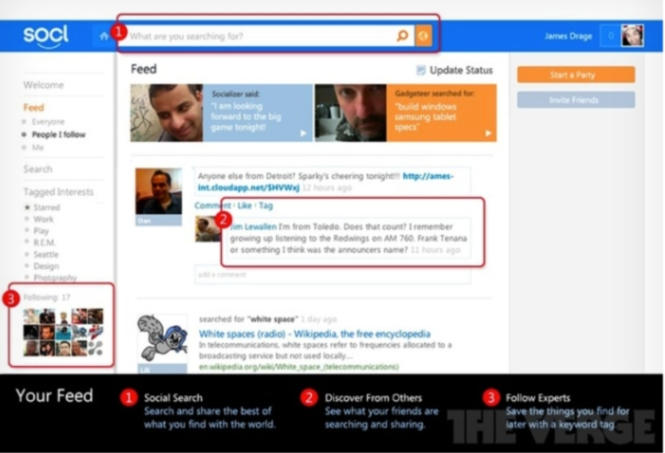 1
socl
What are you searching for?
James Drage
0
Feed
Update Status
Start a Party
Invite Friends
Welcome
Feed
Everyone
People I follow
Me
Search
Tagged Interests
Starred
Work
Play
R.E.M.
Seattle
Design
Photography
3
Following: 17
Socializer said:
"I am looking
forward to the big
game tonight!
Gadgeteer searched for:
"build windows
samsung tablet
specs"
Anyone else from Detroit? Sparky's cheering tonight!!! http://ames-
int.cloudapp.net/SHVWxj 12 hours ago
Dan
Comment · Like · Tag
2
Jim Lewallen I'm from Toledo. Does that count? I remember
growing up listening to the Redwings on AM 760. Frank Tenana
or something I think was the announcers name? 11 hours ago
add a comment
searched for "white space" 1 day ago
White spaces (radio) - Wikipedia, the free encyclopedia
In telecommunications, white spaces refer to frequencies allocated to a
broadcasting service but not used locally...
en.wikipedia.org/wiki/White_space_(telecommunications)
Lili
Your Feed
1 Social Search
Search and share the best of
what you find with the world.
2 Discover From Others
See what your friends are
searching and sharing.
3 Follow Experts
Save the things you find for
later with a keyword tag.
THE VERGE